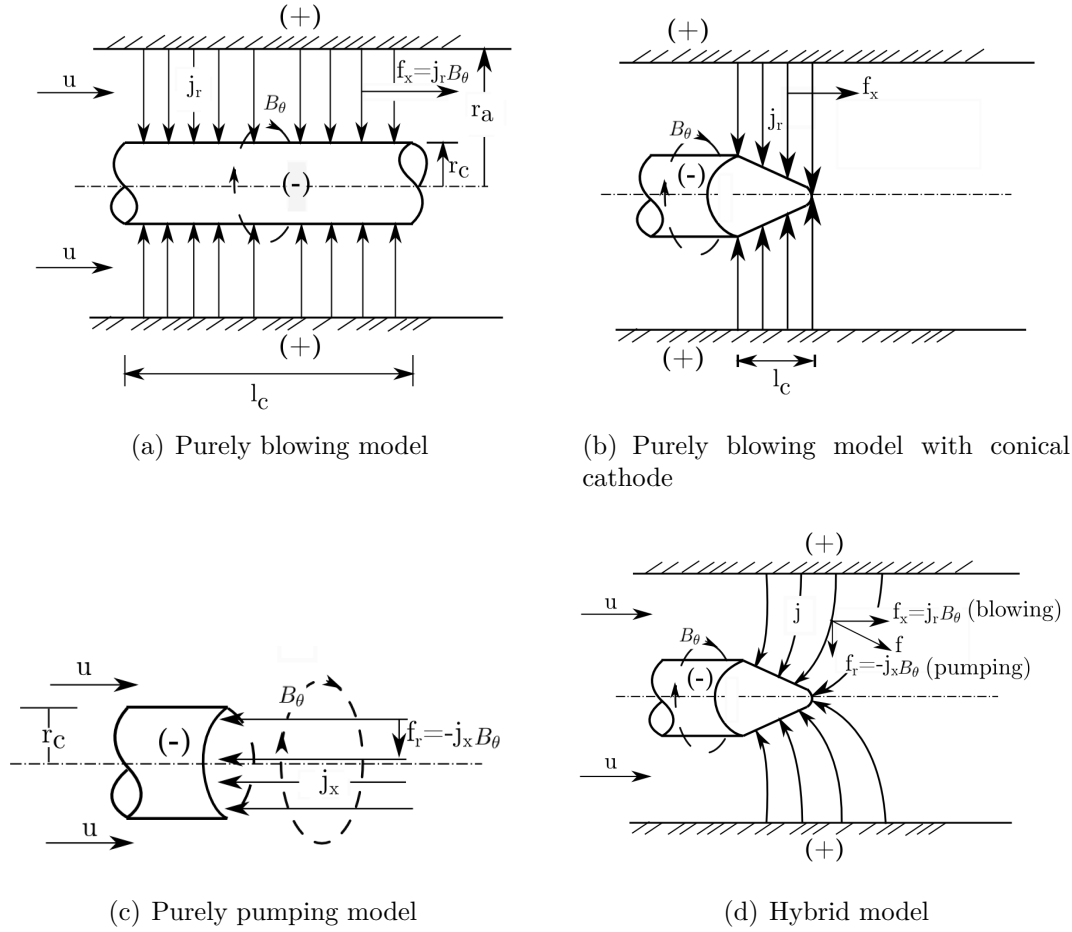 (+)
u
j_r
f_x=j_rB_θ
r_a
B_θ
r_c
(-)
u
(+)
l_c
(a) Purely blowing model
(+)
f_x
j_r
B_θ
(-)
(+)
l_c
(b) Purely blowing model with conical
cathode
u
B_θ
r_c
(-)
f_r=-j_xB_θ
j_x
u
(c) Purely pumping model
(+)
u
j
f_x=j_rB_θ (blowing)
B_θ
f
f_r=-j_xB_θ (pumping)
(-)
u
(+)
(d) Hybrid model